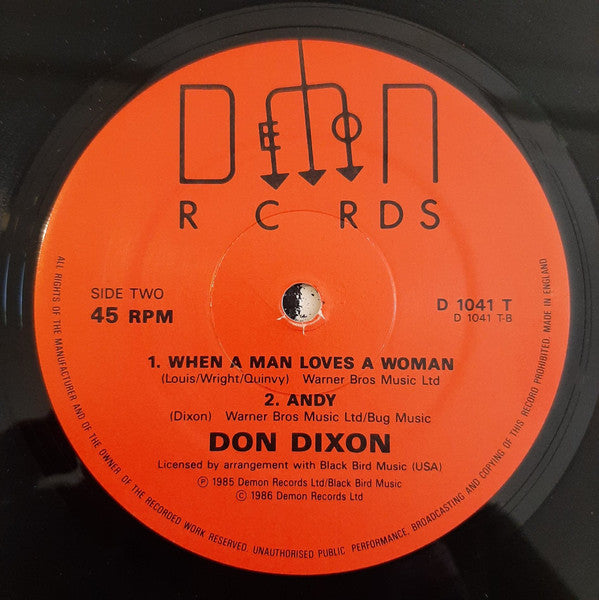 DEMON
R C RDS
SIDE TWO
45 RPM
D 1041 T
D 1041 T-B
1. WHEN A MAN LOVES A WOMAN
(Louis/Wright/Quinvy) Warner Bros Music Ltd
2. ANDY
(Dixon) Warner Bros Music Ltd/Bug Music
DON DIXON
Licensed by arrangement with Black Bird Music (USA)
Ⓟ 1985 Demon Records Ltd/Black Bird Music
© 1986 Demon Records Ltd
ALL RIGHTS OF THE MANUFACTURER AND OF THE OWNER OF THE RECORDED WORK RESERVED. UNAUTHORISED PUBLIC PERFORMANCE, BROADCASTING AND COPYING OF THIS RECORD PROHIBITED. MADE IN ENGLAND